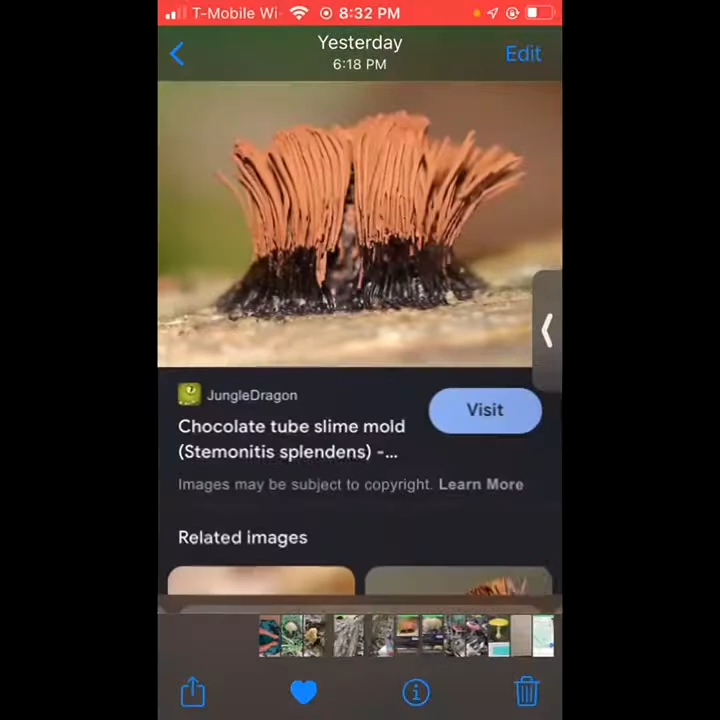 T-Mobile Wi- 8:32 PM
Yesterday
6:18 PM
Edit
JungleDragon
Chocolate tube slime mold
(Stemonitis splendens) -...
Visit
Images may be subject to copyright. Learn More
Related images